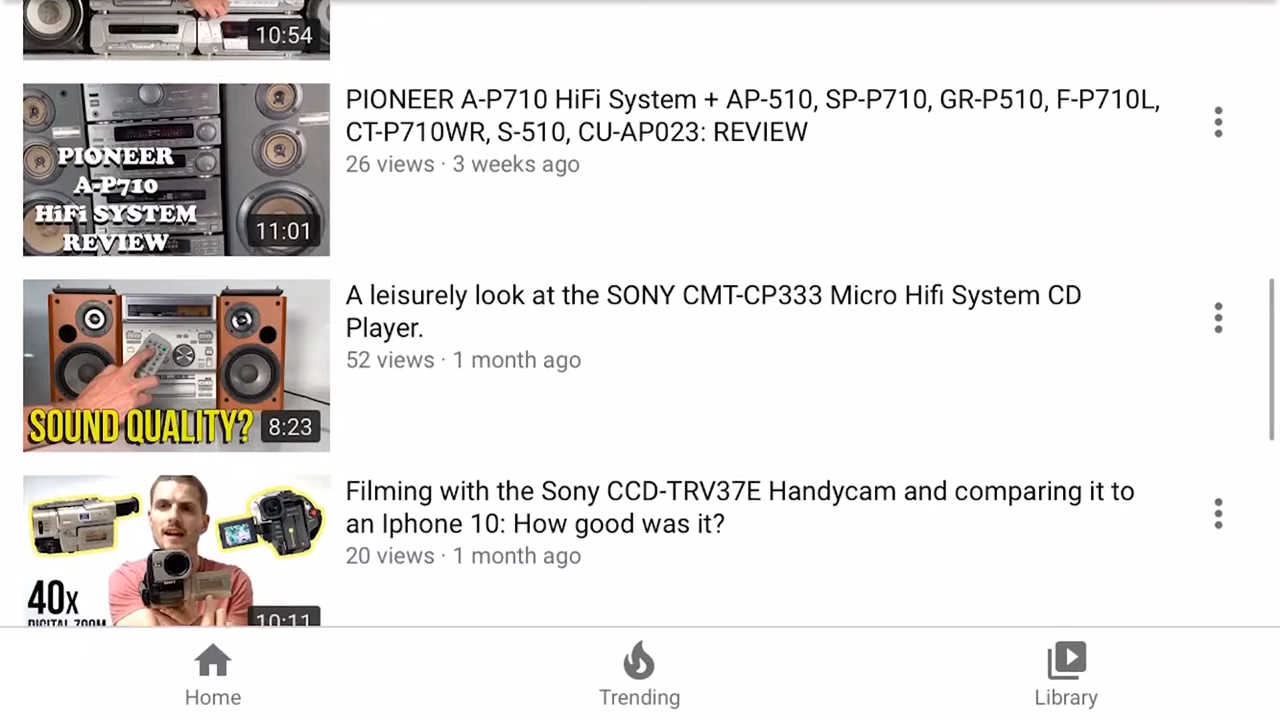 10:54
PIONEER
A-P710
HiFi SYSTEM
REVIEW
11:01
PIONEER A-P710 HiFi System + AP-510, SP-P710, GR-P510, F-P710L,
CT-P710WR, S-510, CU-AP023: REVIEW
26 views · 3 weeks ago
SOUND QUALITY?
8:23
A leisurely look at the SONY CMT-CP333 Micro Hifi System CD
Player.
52 views · 1 month ago
40x
DIGITAL ZOOM
10:11
Filming with the Sony CCD-TRV37E Handycam and comparing it to
an Iphone 10: How good was it?
20 views · 1 month ago
Home
Trending
Library